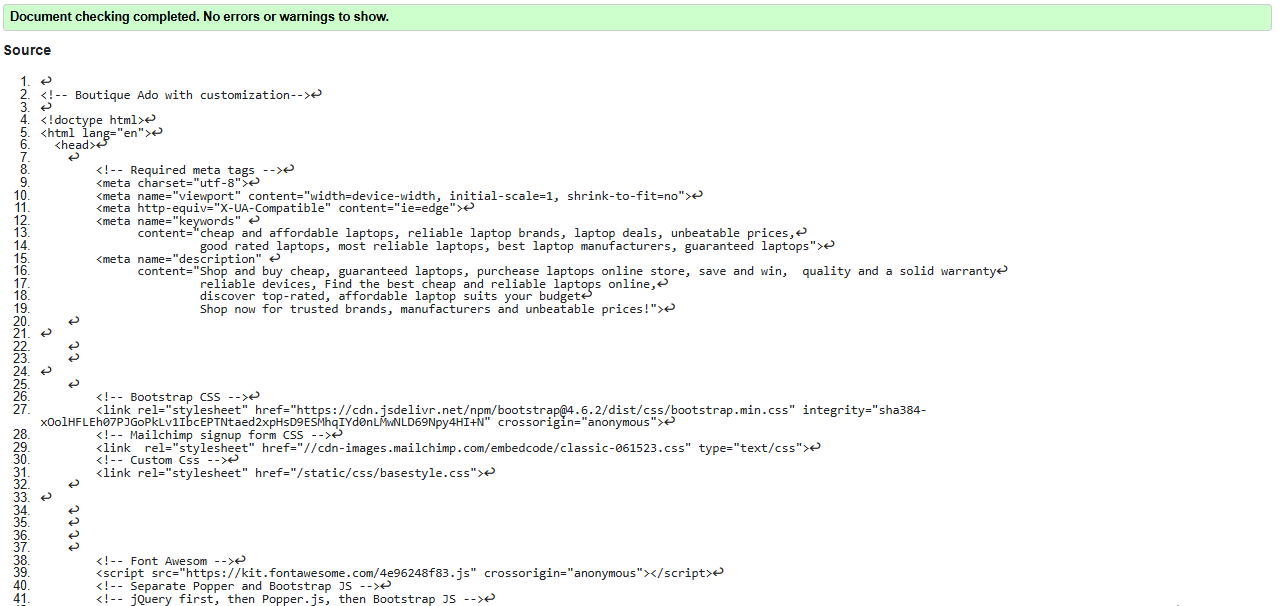 Document checking completed. No errors or warnings to show.
Source
1. ↩
2. <!-- Boutique Ado with customization-->↩
3. ↩
4. <!doctype html>↩
5. <html lang="en">↩
6.   <head>↩
7.     ↩
8.         <!-- Required meta tags -->↩
9.         <meta charset="utf-8">↩
10.         <meta name="viewport" content="width=device-width, initial-scale=1, shrink-to-fit=no">↩
11.         <meta http-equiv="X-UA-Compatible" content="ie=edge">↩
12.         <meta name="keywords" ↩
13.               content="cheap and affordable laptops, reliable laptop brands, laptop deals, unbeatable prices,↩
14.                        good rated laptops, most reliable laptops, best laptop manufacturers, guaranteed laptops">↩
15.         <meta name="description" ↩
16.               content="Shop and buy cheap, guaranteed laptops, purchease laptops online store, save and win,  quality and a solid warranty↩
17.                        reliable devices, Find the best cheap and reliable laptops online,↩
18.                        discover top-rated, affordable laptop suits your budget↩
19.                        Shop now for trusted brands, manufacturers and unbeatable prices!">↩
20.     ↩
21. ↩
22.     ↩
23.     ↩
24. ↩
25.     ↩
26.         <!-- Bootstrap CSS -->↩
27.         <link rel="stylesheet" href="https://cdn.jsdelivr.net/npm/bootstrap@4.6.2/dist/css/bootstrap.min.css" integrity="sha384-
xOolHFLEh07PJGoPkLv1IbcEPTNtaed2xpHsD9ESMhqIYd0nLMwNLD69Npy4HI+N" crossorigin="anonymous">↩
28.         <!-- Mailchimp signup form CSS -->↩
29.         <link  rel="stylesheet" href="//cdn-images.mailchimp.com/embedcode/classic-061523.css" type="text/css">↩
30.         <!-- Custom Css -->↩
31.         <link rel="stylesheet" href="/static/css/basestyle.css">↩
32.     ↩
33. ↩
34.     ↩
35.     ↩
36.     ↩
37.     ↩
38.         <!-- Font Awesom -->↩
39.         <script src="https://kit.fontawesome.com/4e96248f83.js" crossorigin="anonymous"></script>↩
40.         <!-- Separate Popper and Bootstrap JS -->↩
41.         <!-- jQuery first, then Popper.js, then Bootstrap JS -->↩